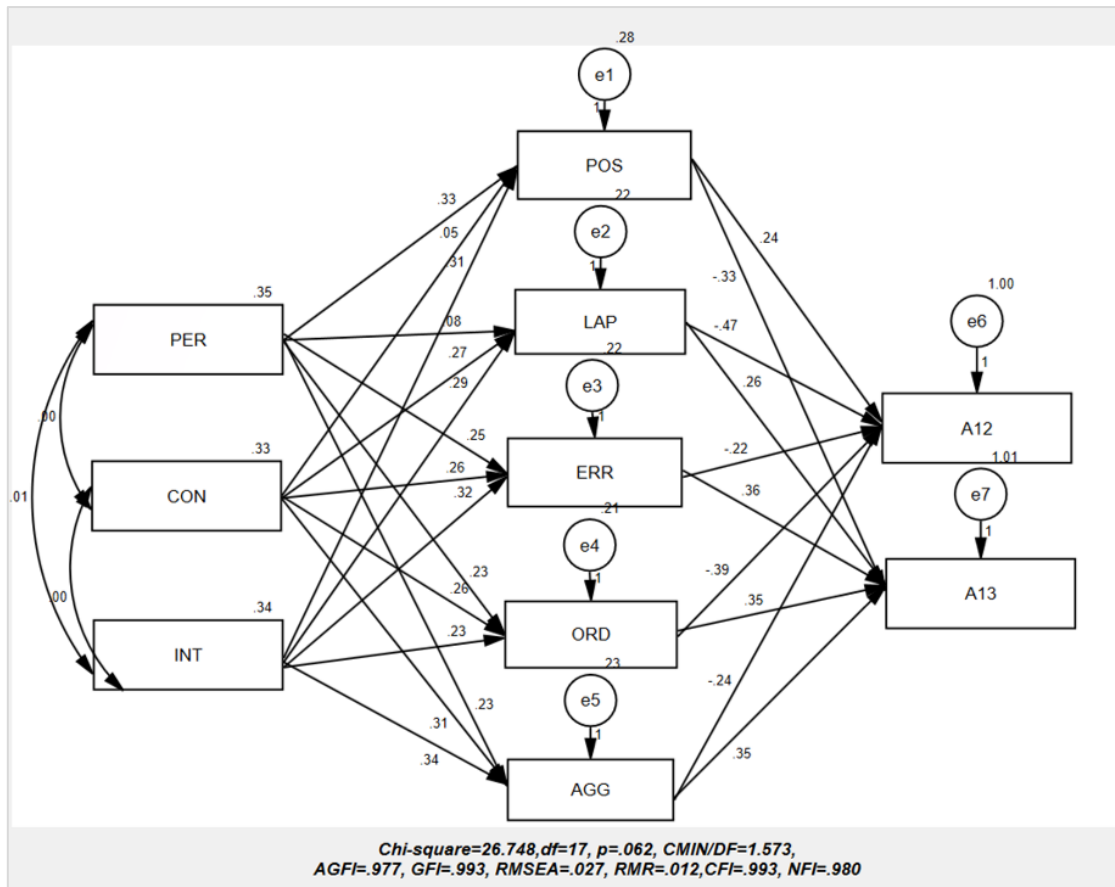 .28
e1
1
POS
.22
.33
e2
.05
.31
1
.24
-.33
1.00
.35
LAP
e6
PER
.08
.22
-.47
.27
e3
1
.29
.26
A12
.00
1
.25
-.22
1.01
.33
ERR
e7
.26
CON
.32
.21
.36
.01
e4
1
A13
.23
-.39
1
.00
.26
.35
.34
.23
ORD
INT
.23
-.24
.23
e5
.31
1
.35
.34
AGG
Chi-square=26.748,df=17, p=.062, CMIN/DF=1.573,
AGFI=.977, GFI=.993, RMSEA=.027, RMR=.012,CFI=.993, NFI=.980